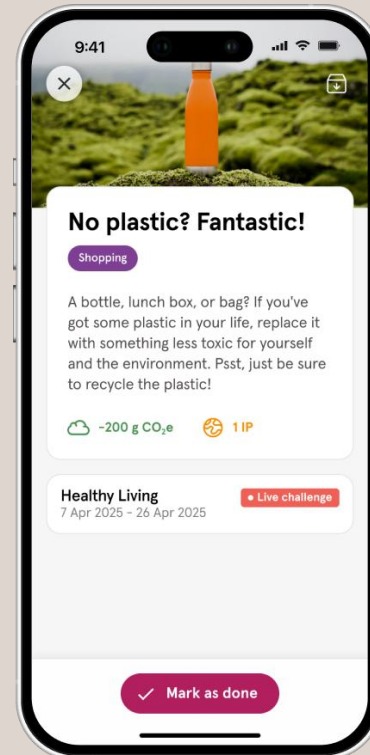 9:41
No plastic? Fantastic!
Shopping
A bottle, lunch box, or bag? If you've
got some plastic in your life, replace it
with something less toxic for yourself
and the environment. Psst, just be sure
to recycle the plastic!
-200 g CO₂e
1 IP
Healthy Living
Live challenge
7 Apr 2025 - 26 Apr 2025
Mark as done